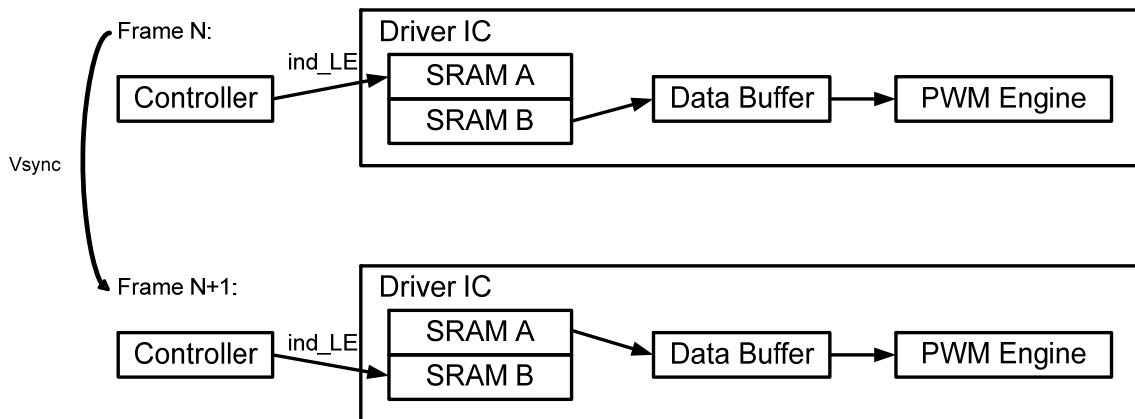 Frame N:
Driver IC
ind_LE
SRAM A
Controller
SRAM B
Data Buffer
PWM Engine
Vsync
Frame N+1:
Driver IC
ind_LE
SRAM A
Controller
SRAM B
Data Buffer
PWM Engine